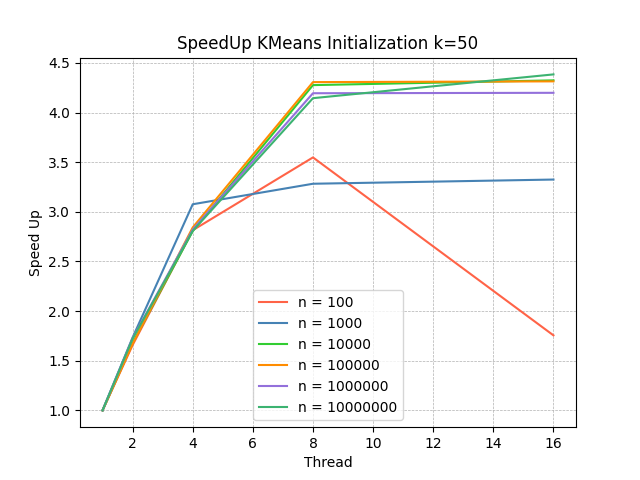 SpeedUp KMeans Initialization k=50
Speed Up
4.5
4.0
3.5
3.0
2.5
2.0
1.5
1.0
n = 100
n = 1000
n = 10000
n = 100000
n = 1000000
n = 10000000
2 4 6 8 10 12 14 16
Thread